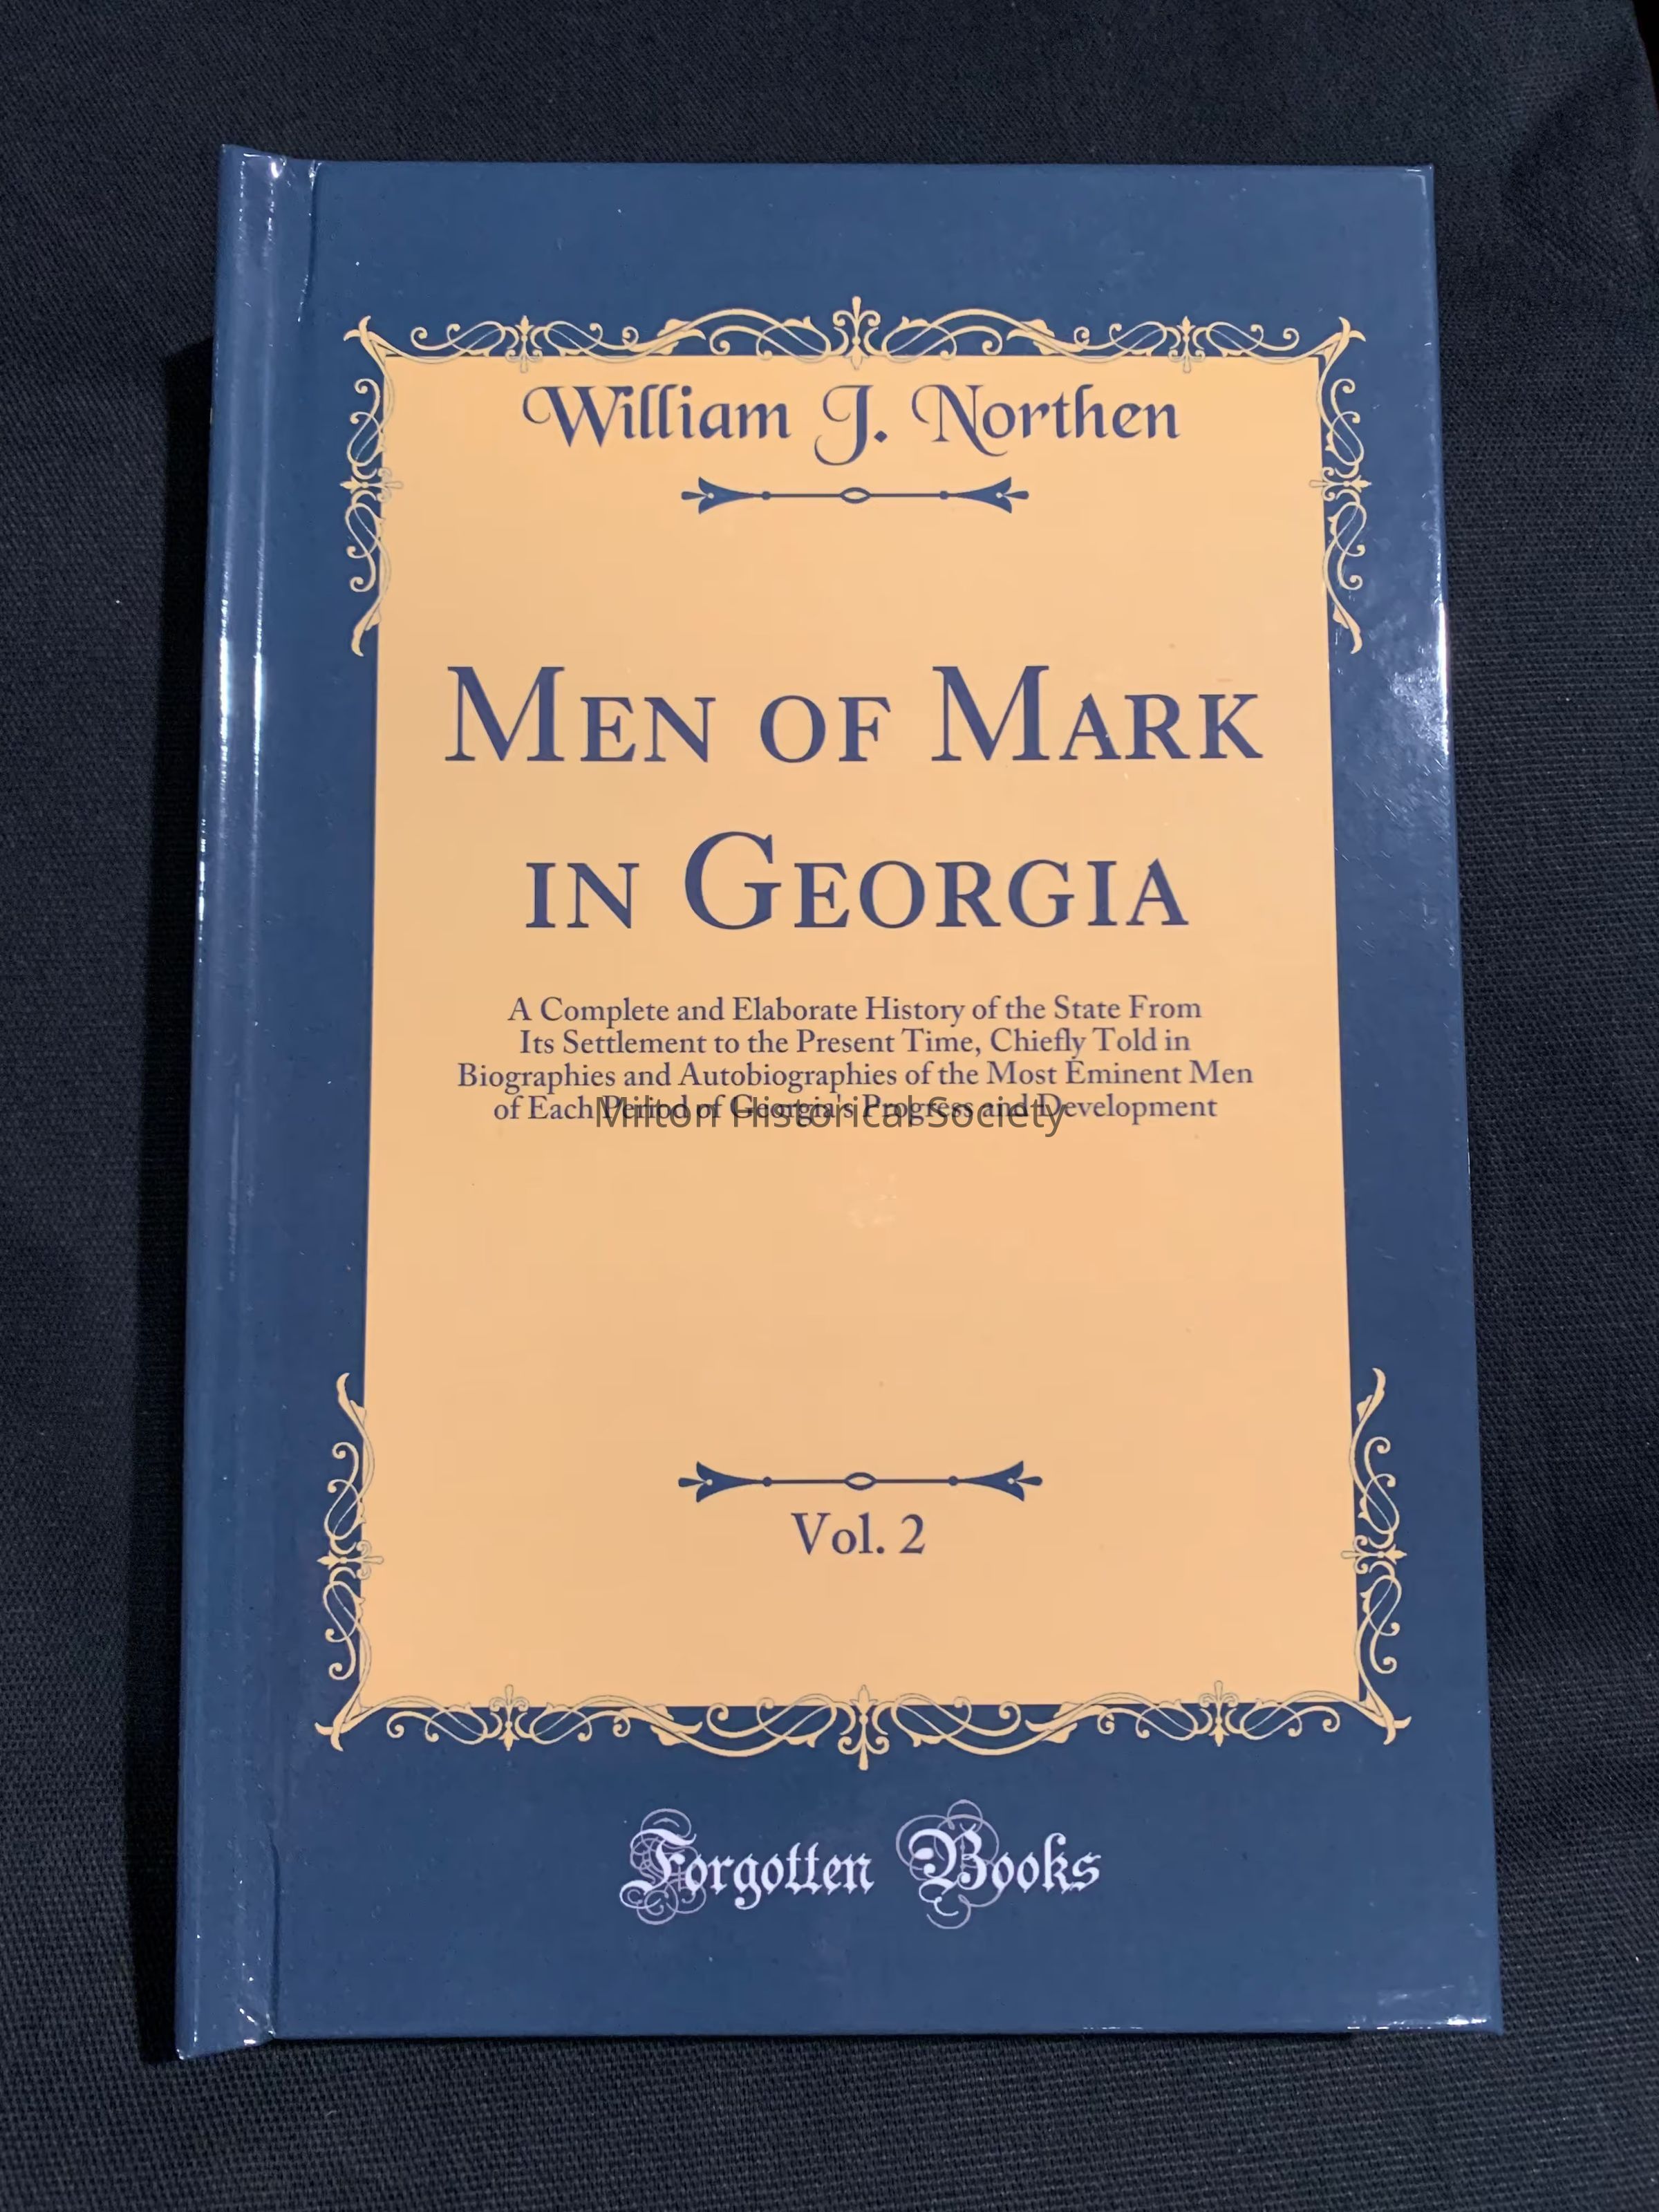 William J. Northen
Men of Mark
in Georgia
A Complete and Elaborate History of the State From
Its Settlement to the Present Time, Chiefly Told in
Biographies and Autobiographies of the Most Eminent Men
of Each Period of Georgia's Progress and Development
Milton Historical Society
Vol. 2
Forgotten Books